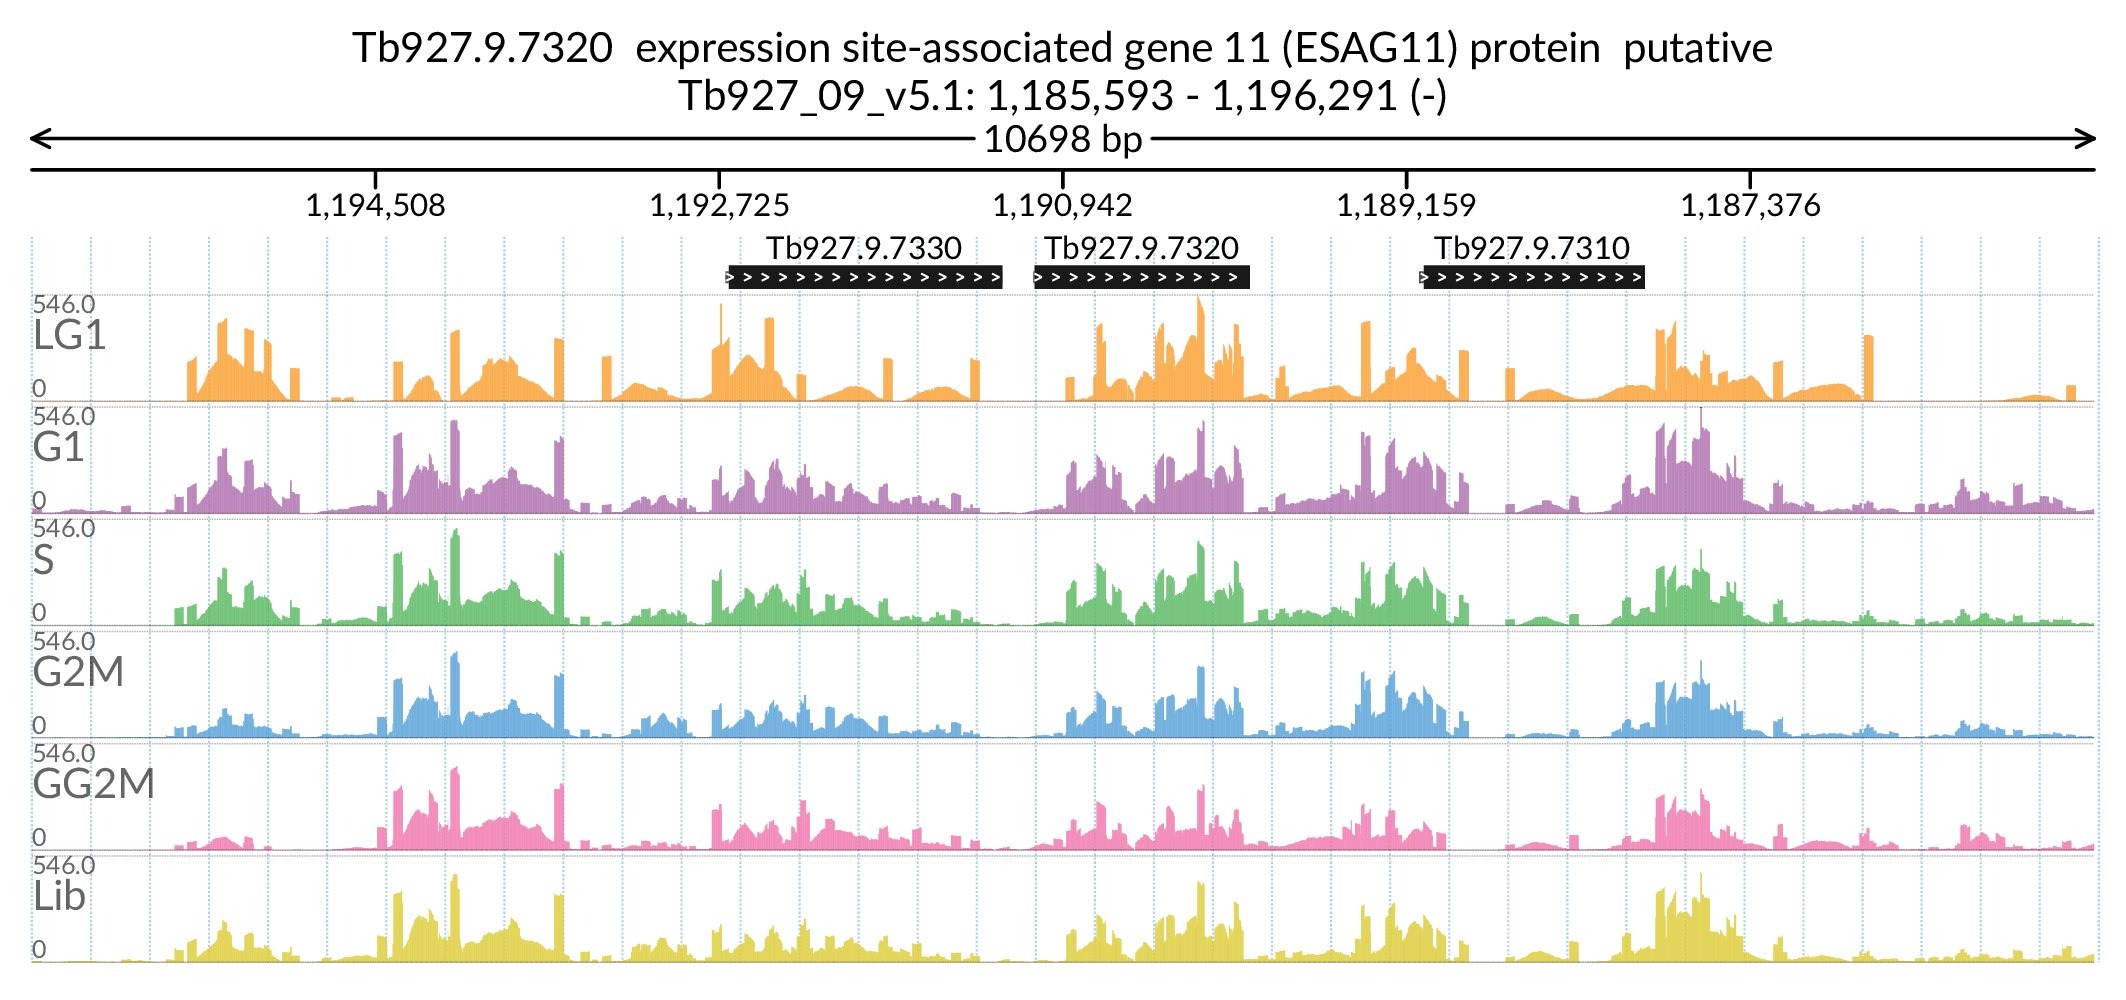 Tb927.9.7320  expression site-associated gene 11 (ESAG11) protein  putative
Tb927_09_v5.1: 1,185,593 - 1,196,291 (-)
10698 bp
1,194,508 1,192,725 1,190,942 1,189,159 1,187,376
Tb927.9.7330 Tb927.9.7320 Tb927.9.7310
546.0
LG1
0
546.0
G1
0
546.0
S
0
546.0
G2M
0
546.0
GG2M
0
546.0
Lib
0